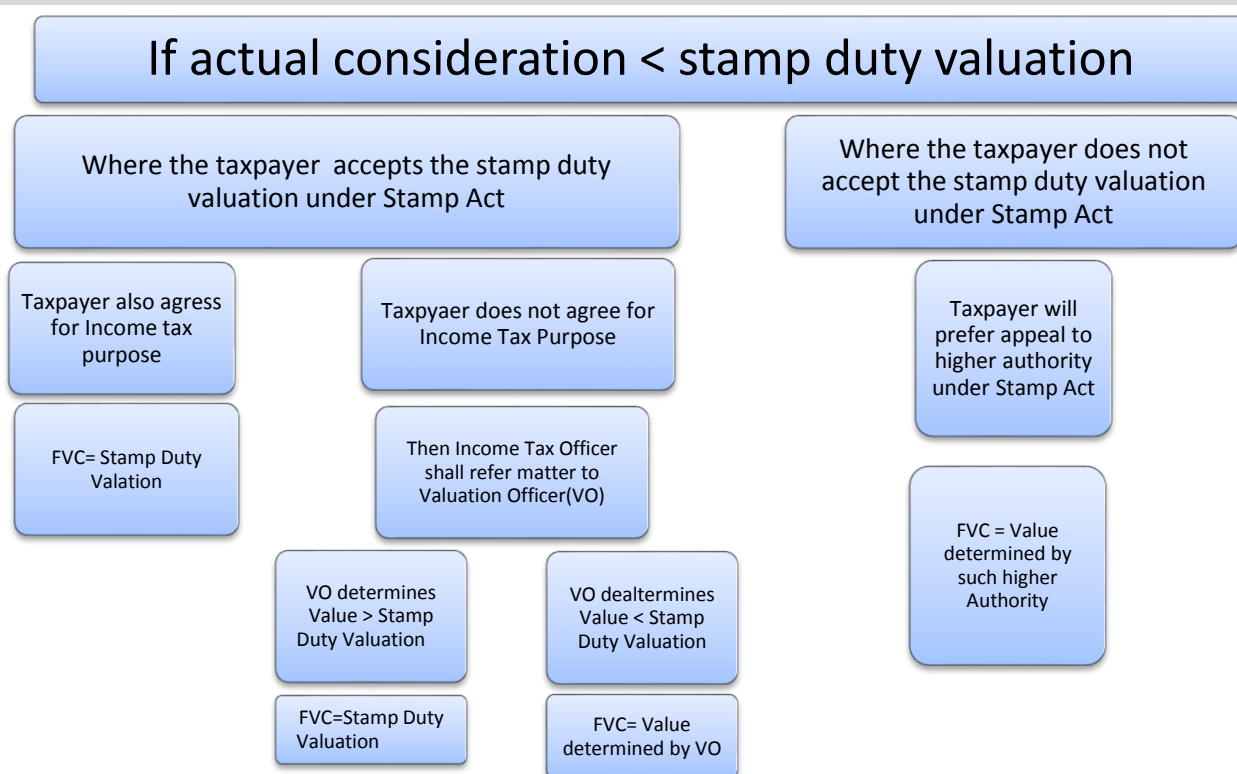 If actual consideration < stamp duty valuation
Where the taxpayer accepts the stamp duty
valuation under Stamp Act
Where the taxpayer does not
accept the stamp duty valuation
under Stamp Act
Taxpayer also agress
for Income tax
purpose
Taxpyaer does not agree for
Income Tax Purpose
Taxpayer will
prefer appeal to
higher authority
under Stamp Act
FVC= Stamp Duty
Valation
Then Income Tax Officer
shall refer matter to
Valuation Officer(VO)
FVC = Value
determined by
such higher
Authority
VO determines
Value > Stamp
Duty Valuation
VO dealtermines
Value < Stamp
Duty Valuation
FVC=Stamp Duty
Valuation
FVC= Value
determined by VO